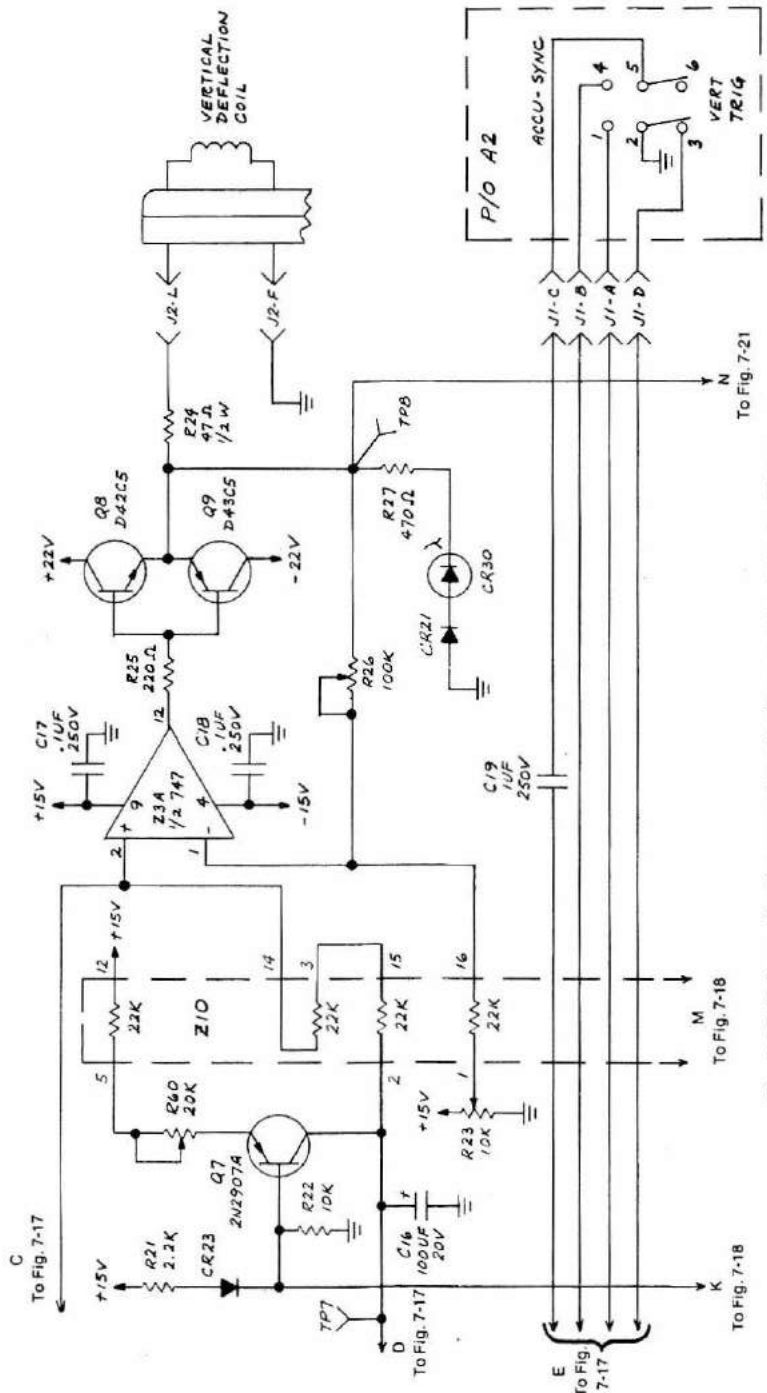 C
To Fig. 7-17
+15V
R21
2.2K
CR23
TP7
D
To Fig. 7-17
C16
100UF
20V
+
R22
10K
Q7
2N2907A
R60
20K
5
22K
12
+15V
Z10
14
3
22K
2
22K
15
+15V
R23
10K
1
22K
16
K
To Fig. 7-18
M
To Fig. 7-18
+15V
C17
.1UF
250V
2
+
9
Z3A
1/2 747
1
-
4
12
C18
.1UF
250V
-15V
R25
220Ω
+22V
Q8
D42C5
Q9
D43C5
-22V
R24
47Ω
1/2W
J2-L
J2-F
VERTICAL
DEFLECTION
COIL
R26
100K
TP8
R27
470Ω
λ
CR30
CR21
N
To Fig. 7-21
E
To Fig.
7-17
C19
1UF
250V
J1-C
J1-B
J1-A
J1-D
P/O A2
ACCU-SYNC
1
4
2
5
3
6
VERT
TRIG